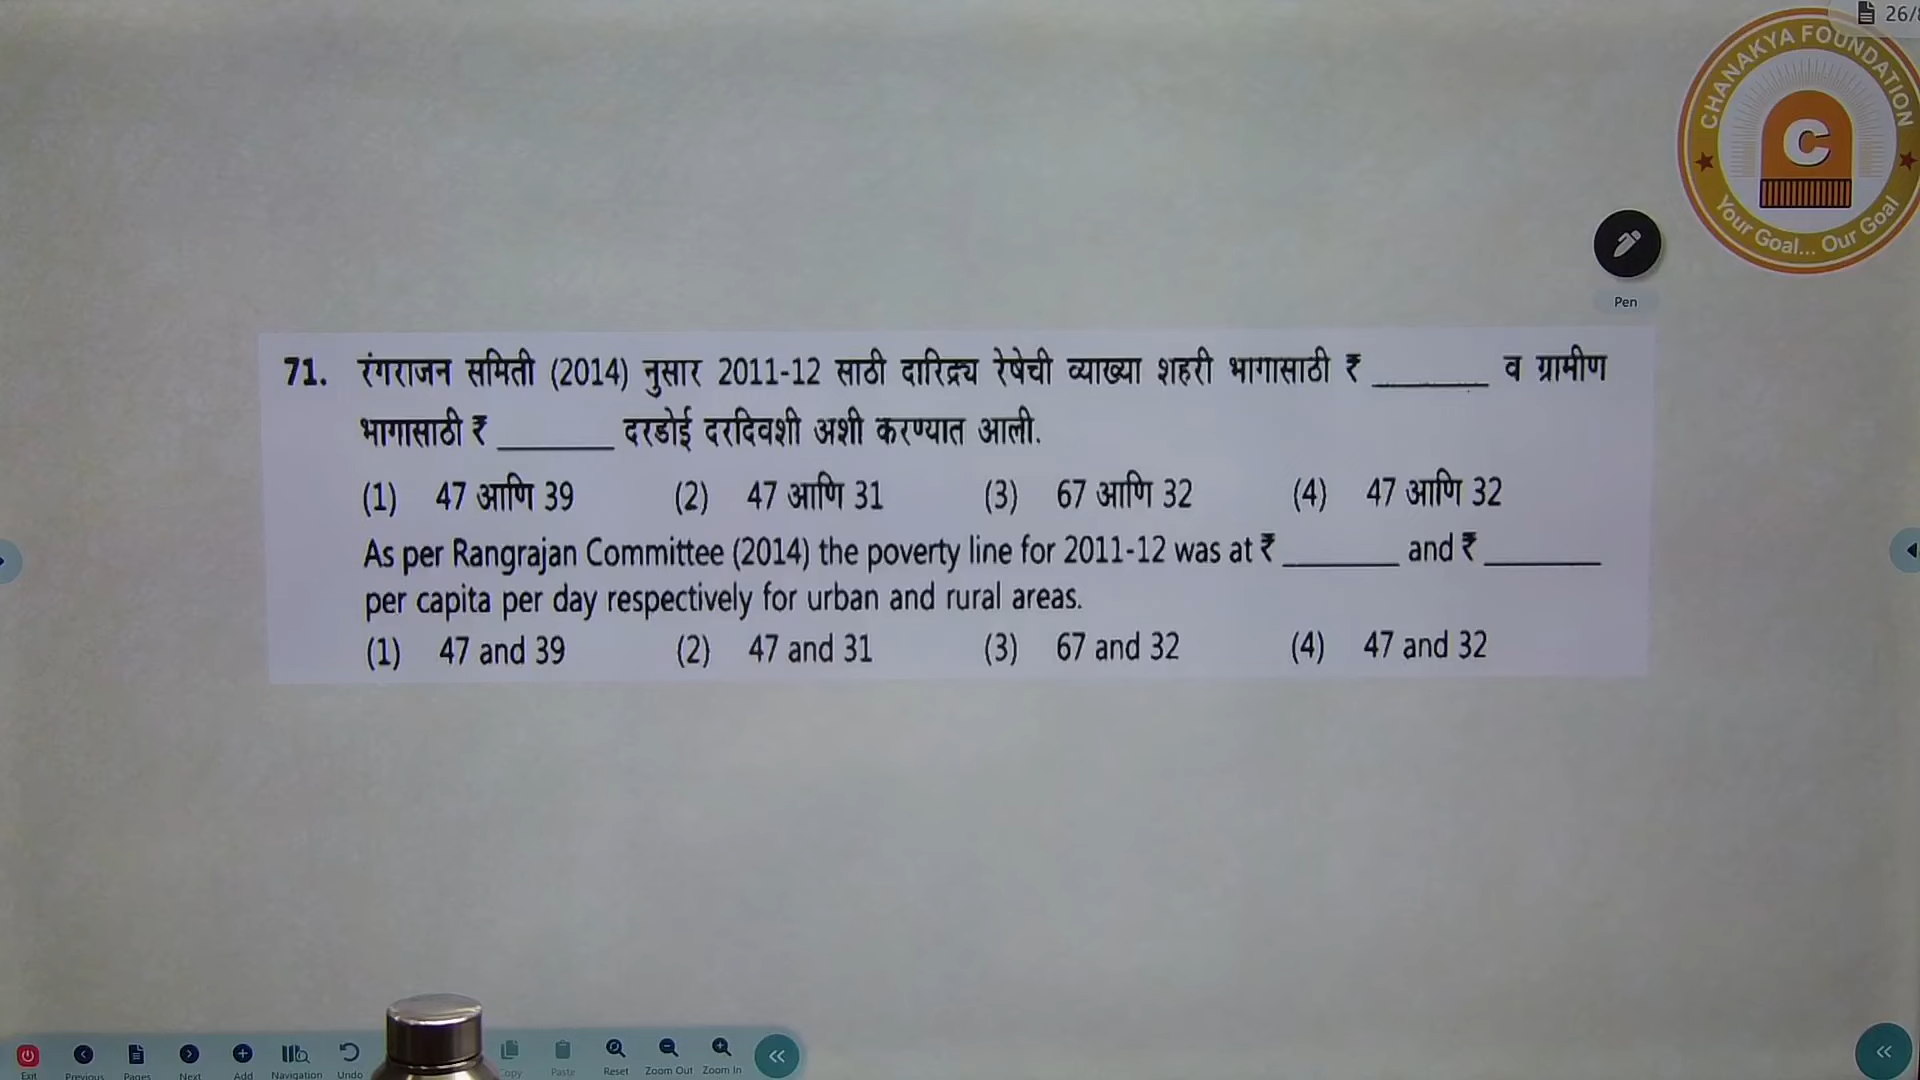 26/
CHANAKYA FOUNDATION
C
Your Goal... Our Goal
Pen
71. रंगराजन समिती (2014) नुसार 2011-12 साठी दारिद्र्य रेषेची व्याख्या शहरी भागासाठी ₹ ________ व ग्रामीण
भागासाठी ₹ ________ दरडोई दरदिवशी अशी करण्यात आली.
(1) 47 आणि 39 (2) 47 आणि 31 (3) 67 आणि 32 (4) 47 आणि 32
As per Rangrajan Committee (2014) the poverty line for 2011-12 was at ₹ ________ and ₹ ________
per capita per day respectively for urban and rural areas.
(1) 47 and 39 (2) 47 and 31 (3) 67 and 32 (4) 47 and 32
Exit Previous Pages Next Add Navigation Undo Copy Paste Reset Zoom Out Zoom In